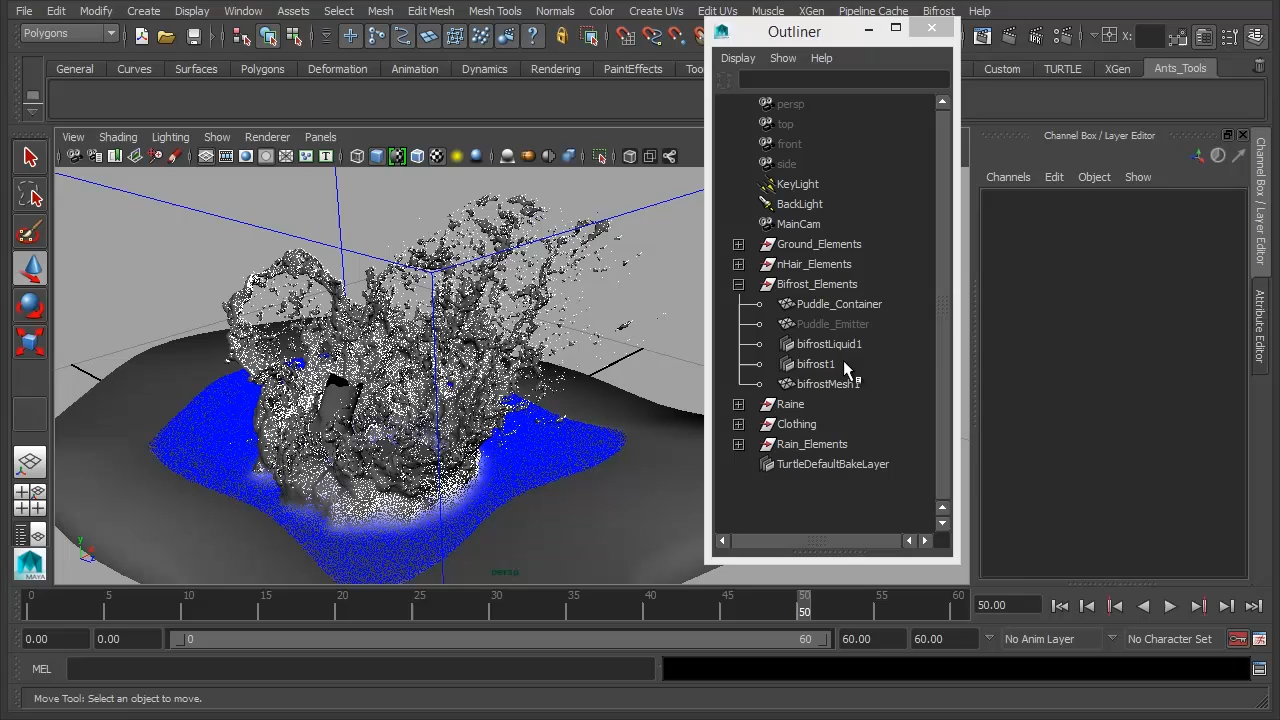 File Edit Modify Create Display Window Assets Select Mesh Edit Mesh Mesh Tools Normals Color Create UVs Edit UVs Muscle XGen Pipeline Cache Bifrost Help
Polygons
X:
General Curves Surfaces Polygons Deformation Animation Dynamics Rendering PaintEffects Too Custom TURTLE XGen Ants_Tools
View Shading Lighting Show Renderer Panels
Outliner
Display Show Help
persp
top
front
side
KeyLight
BackLight
MainCam
Ground_Elements
nHair_Elements
Bifrost_Elements
Puddle_Container
Puddle_Emitter
bifrostLiquid1
bifrost1
bifrostMesh1
Raine
Clothing
Rain_Elements
TurtleDefaultBakeLayer
Channel Box / Layer Editor
Channels Edit Object Show
Channel Box / Layer Editor
Attribute Editor
y
persp
MAYA
0 5 10 15 20 25 30 35 40 45 50 55 60
50
50.00
0.00 0.00 0 60 60.00 60.00 No Anim Layer No Character Set
MEL
Move Tool: Select an object to move.